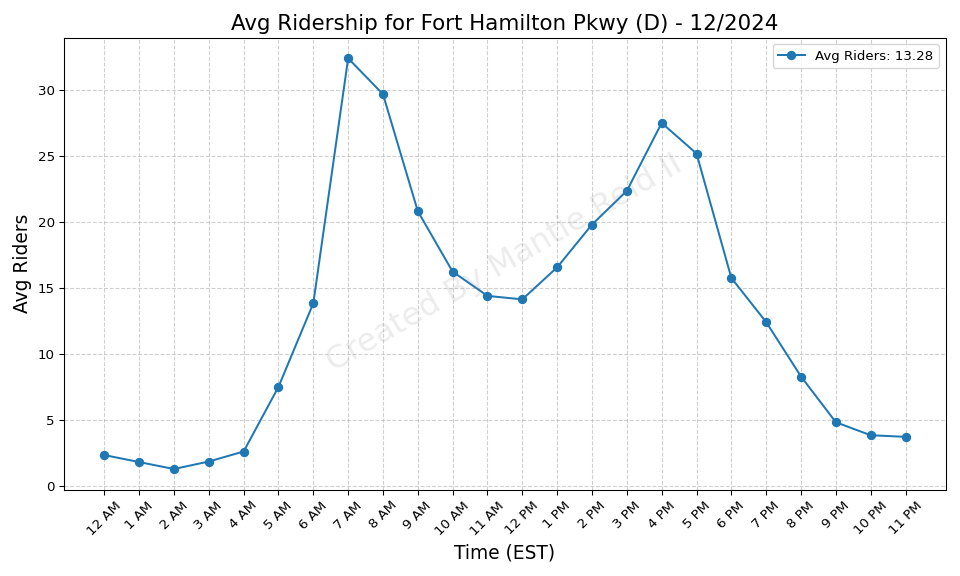 Avg Ridership for Fort Hamilton Pkwy (D) - 12/2024
Avg Riders: 13.28
Avg Riders
30
25
20
15
10
5
0
Created By Mantle Reid II
12 AM 1 AM 2 AM 3 AM 4 AM 5 AM 6 AM 7 AM 8 AM 9 AM 10 AM 11 AM 12 PM 1 PM 2 PM 3 PM 4 PM 5 PM 6 PM 7 PM 8 PM 9 PM 10 PM 11 PM
Time (EST)